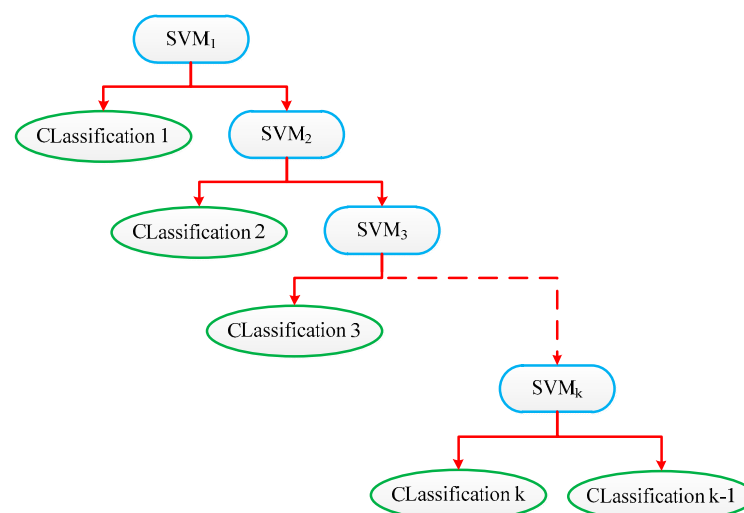 SVM₁
CLassification 1
SVM₂
CLassification 2
SVM₃
CLassification 3
SVMₖ
CLassification k
CLassification k-1